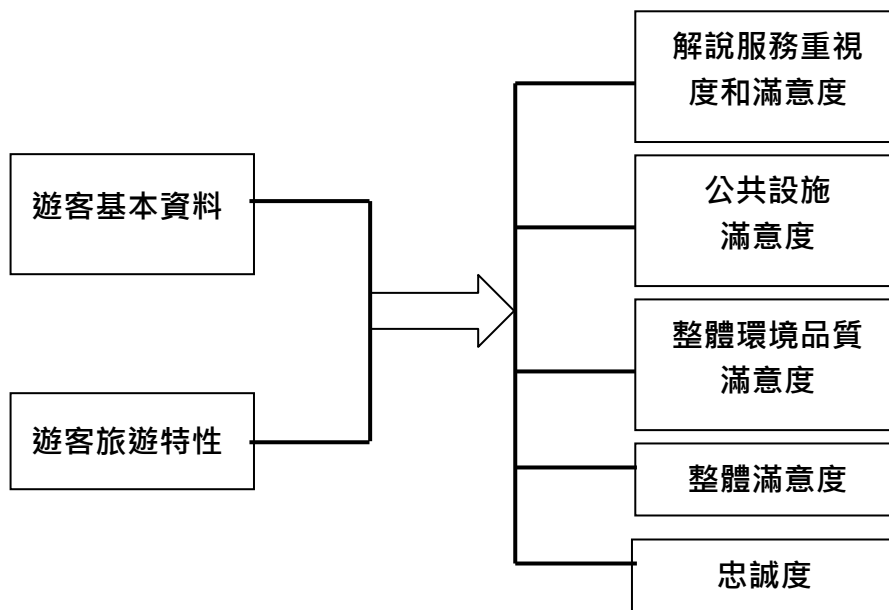 遊客基本資料
遊客旅遊特性
解說服務重視
度和滿意度
公共設施
滿意度
整體環境品質
滿意度
整體滿意度
忠誠度